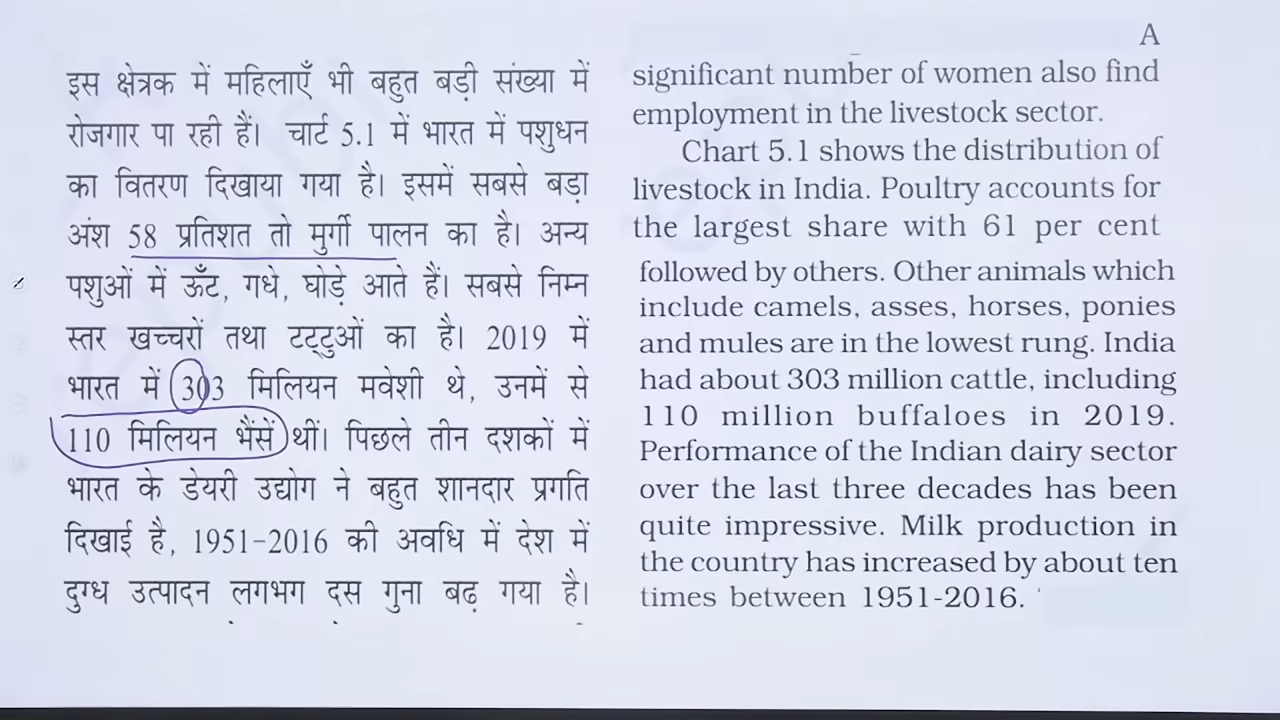 इस क्षेत्रक में महिलाएँ भी बहुत बड़ी संख्या में
रोजगार पा रही हैं। चार्ट 5.1 में भारत में पशुधन
का वितरण दिखाया गया है। इसमें सबसे बड़ा
अंश 58 प्रतिशत तो मुर्गी पालन का है। अन्य
पशुओं में ऊँट, गधे, घोड़े आते हैं। सबसे निम्न
स्तर खच्चरों तथा टट्टुओं का है। 2019 में
भारत में 303 मिलियन मवेशी थे, उनमें से
110 मिलियन भैंसें थीं। पिछले तीन दशकों में
भारत के डेयरी उद्योग ने बहुत शानदार प्रगति
दिखाई है, 1951-2016 की अवधि में देश में
दुग्ध उत्पादन लगभग दस गुना बढ़ गया है।
A
significant number of women also find
employment in the livestock sector.
Chart 5.1 shows the distribution of
livestock in India. Poultry accounts for
the largest share with 61 per cent
followed by others. Other animals which
include camels, asses, horses, ponies
and mules are in the lowest rung. India
had about 303 million cattle, including
110 million buffaloes in 2019.
Performance of the Indian dairy sector
over the last three decades has been
quite impressive. Milk production in
the country has increased by about ten
times between 1951-2016.